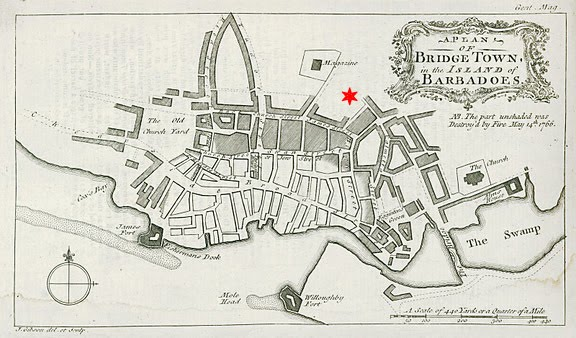 Gent. Mag.
A PLAN
OF
BRIDGE TOWN,
in the ISLAND of
BARBADOES.
NB. The part unshaded was
Destroy'd by Fire May 14th 1766.
Magazine
The Old
Church Yard
Broad
The Church
James
Fort
Fishermans Dock
The Swamp
Mole
Head
Willoughby
Fort
A Scale of 440 Yards or a Quarter of a Mile
J. Gibson del. et Sculp.